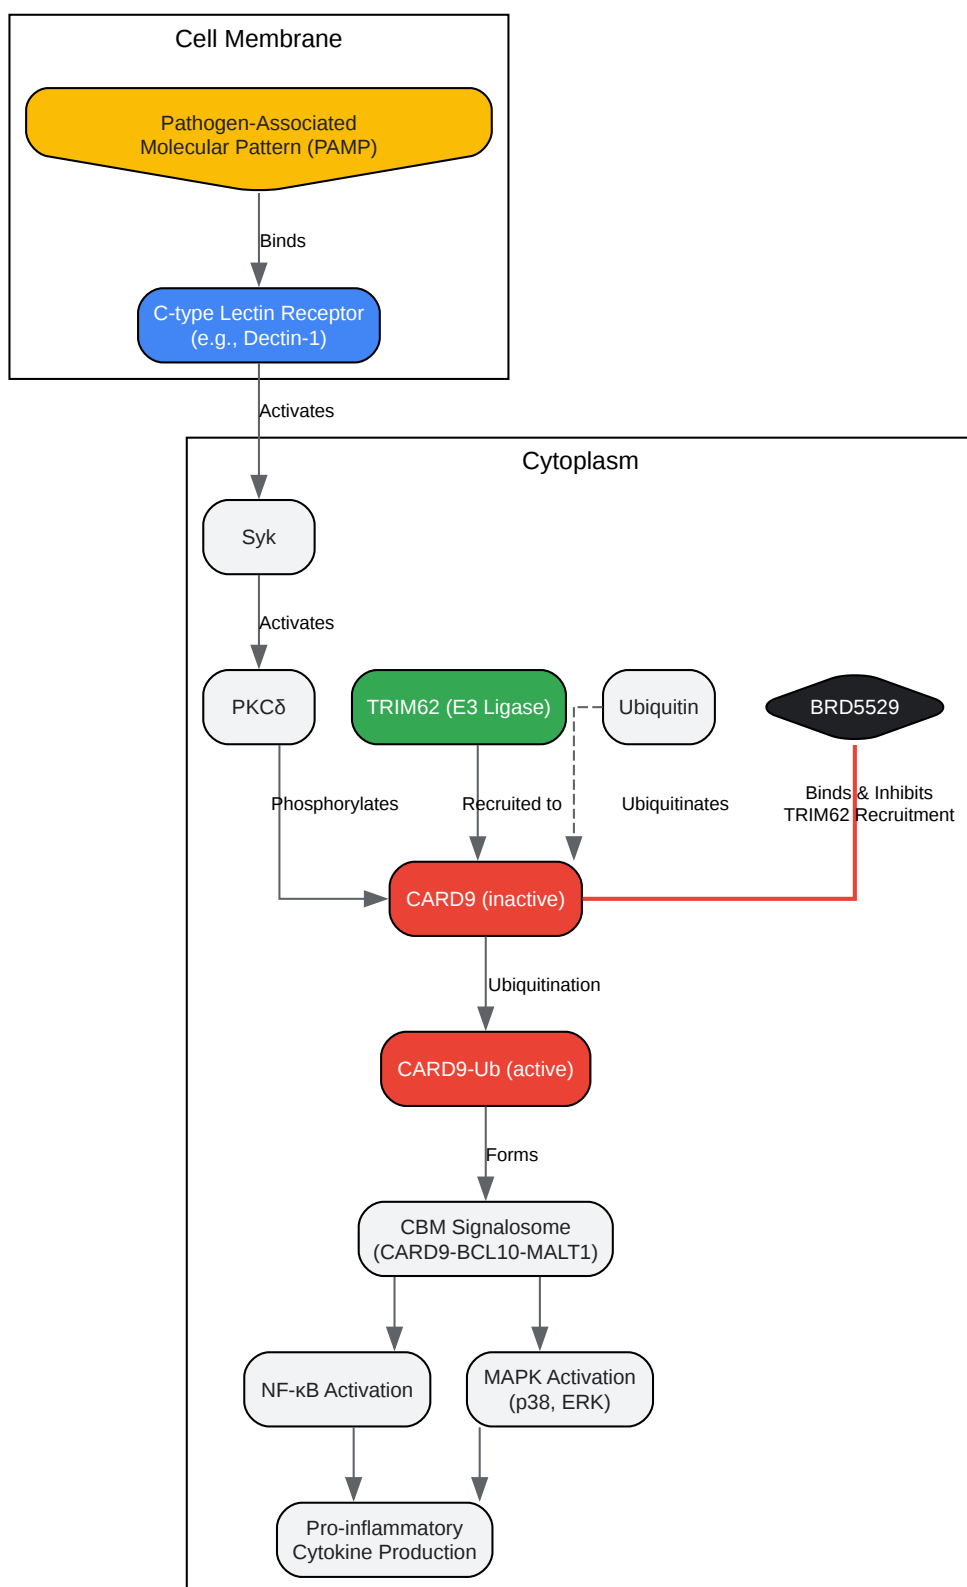 Cell Membrane
Pathogen-Associated
Molecular Pattern (PAMP)
Binds
C-type Lectin Receptor
(e.g., Dectin-1)
Activates
Cytoplasm
Syk
Activates
PKCδ
TRIM62 (E3 Ligase)
Ubiquitin
BRD5529
Phosphorylates
Recruited to
Ubiquitinates
Binds & Inhibits
TRIM62 Recruitment
CARD9 (inactive)
Ubiquitination
CARD9-Ub (active)
Forms
CBM Signalosome
(CARD9-BCL10-MALT1)
NF-κB Activation
MAPK Activation
(p38, ERK)
Pro-inflammatory
Cytokine Production